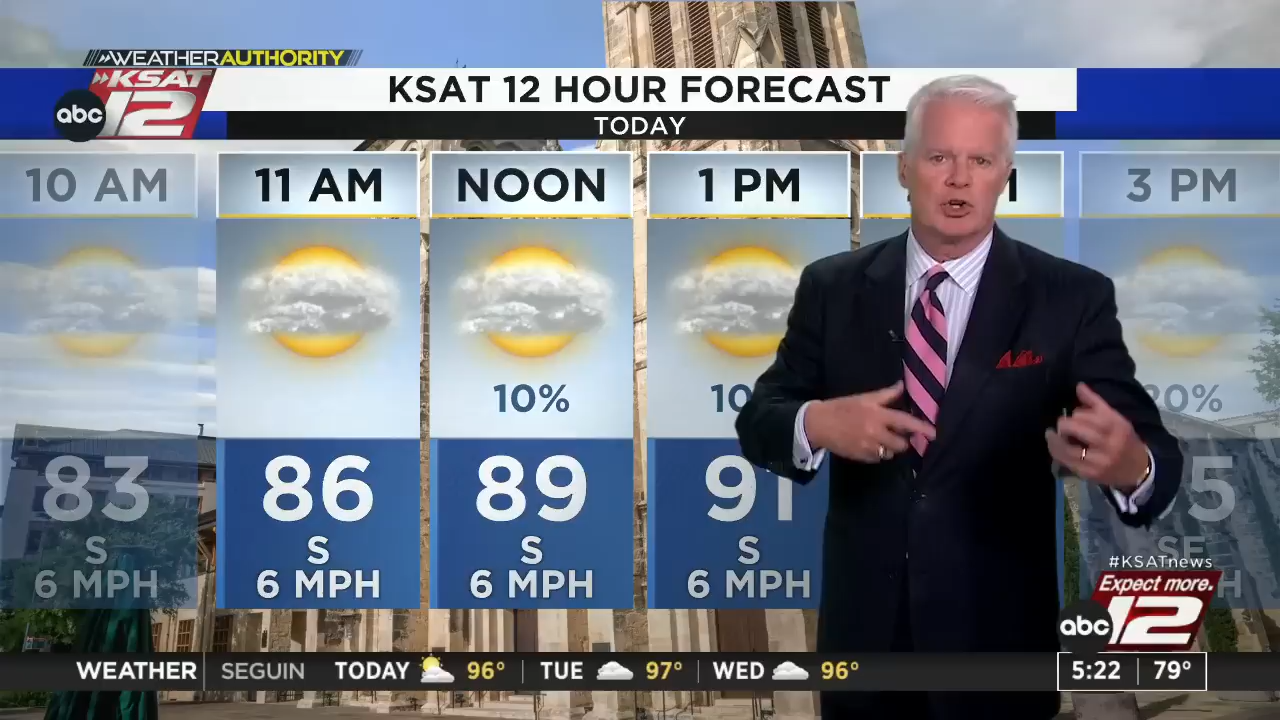 WEATHERAUTHORITY
KSAT
abc 12
KSAT 12 HOUR FORECAST
TODAY
10 AM
11 AM
NOON
1 PM
3 PM
10%
83
86
89
91
S
S
S
S
SE
6 MPH
6 MPH
6 MPH
6 MPH
#KSATnews
Expect more.
abc 12
WEATHER SEGUIN TODAY 96° TUE 97° WED 96° 5:22 79°